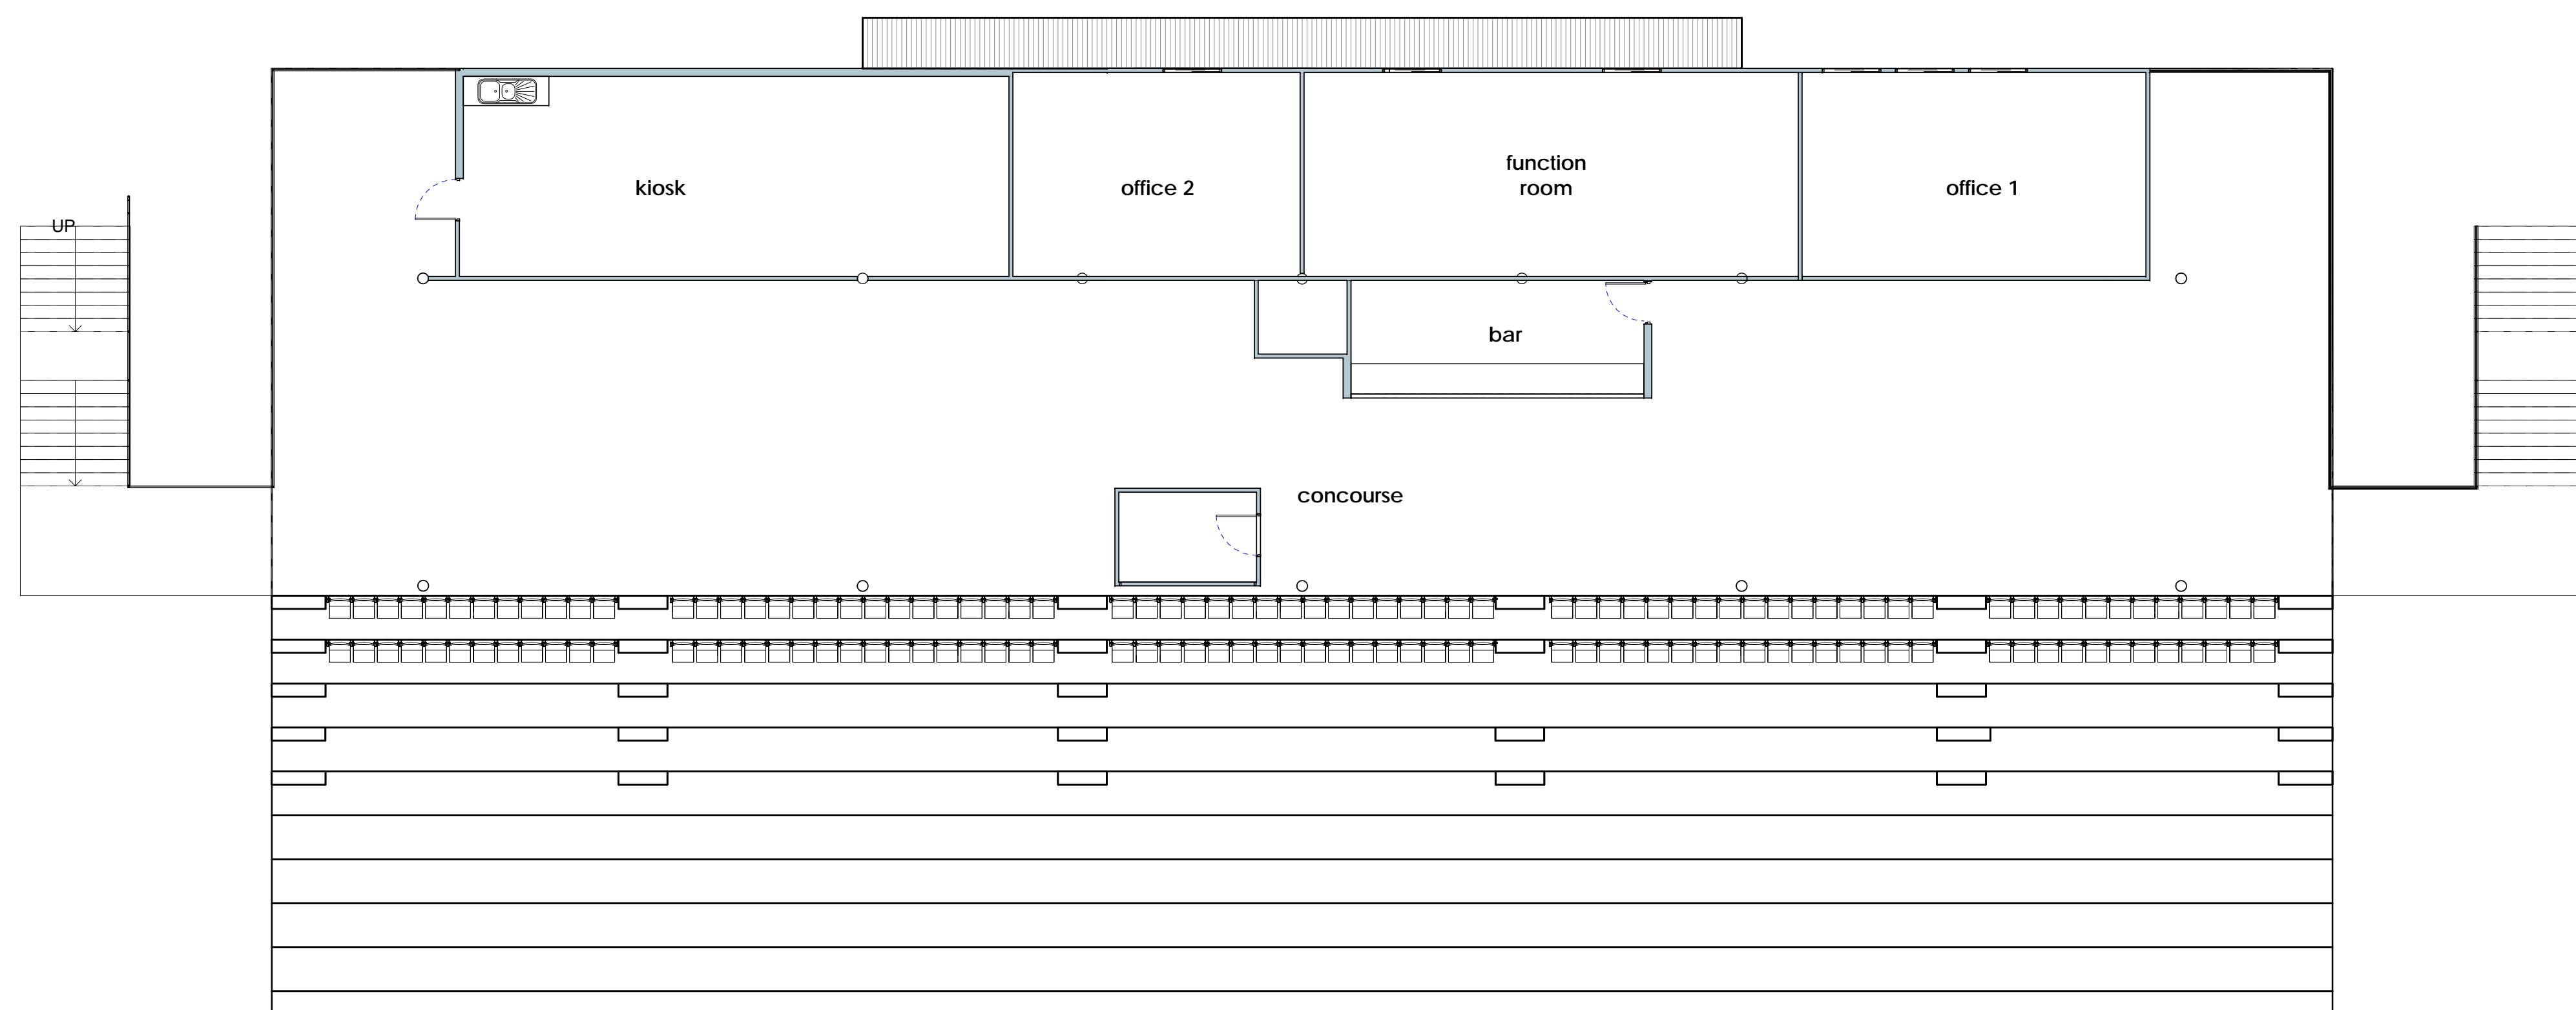 function
room
kiosk
office 2
office 1
UP
bar
concourse